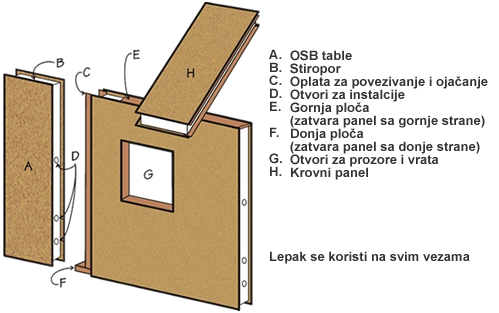 A. OSB table
B. Stiropor
C. Oplata za povezivanje i ojačanje
D. Otvori za instalcije
E. Gornja ploča
(zatvara panel sa gornje strane)
F. Donja ploča
(zatvara panel sa donje strane)
G. Otvori za prozore i vrata
H. Krovni panel
Lepak se koristi na svim vezama
B
C
E
H
A
D
G
F